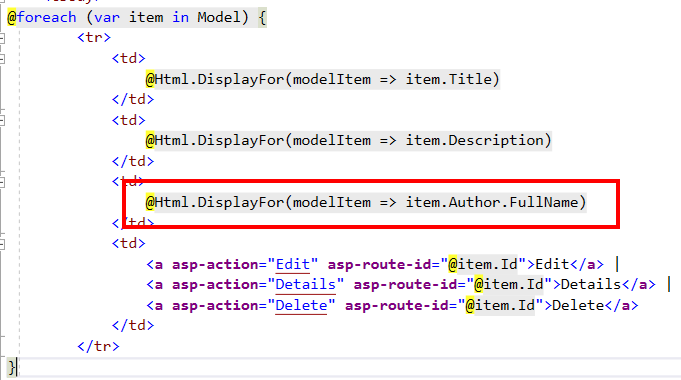 @foreach (var item in Model) {
<tr>
<td>
@Html.DisplayFor(modelItem => item.Title)
</td>
<td>
@Html.DisplayFor(modelItem => item.Description)
</td>
<td>
@Html.DisplayFor(modelItem => item.Author.FullName)
</td>
<td>
<a asp-action="Edit" asp-route-id="@item.Id">Edit</a> |
<a asp-action="Details" asp-route-id="@item.Id">Details</a> |
<a asp-action="Delete" asp-route-id="@item.Id">Delete</a>
</td>
</tr>
}